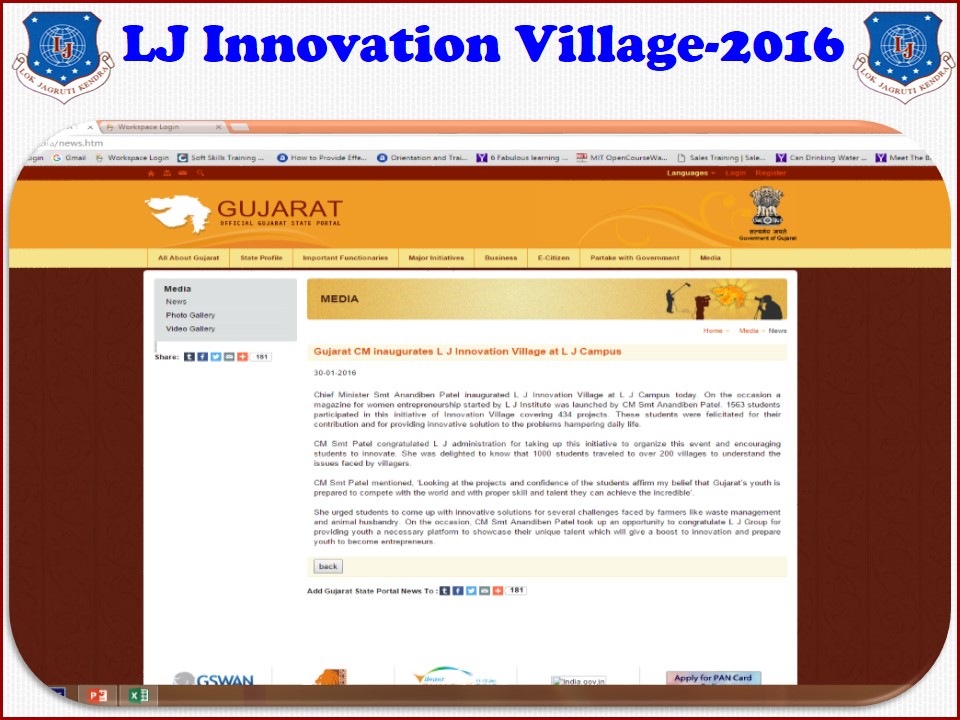 LJ Innovation Village-2016
LJ
LOK JAGRUTI KENDRA
LJ
LOK JAGRUTI KENDRA
Workspace Login
/news.htm
Gmail Workspace Login Soft Skills Training ... How to Provide Effe... Orientation and Trai... 6 Fabulous learning ... MIT OpenCourseWa... Sales Training | Sale... Can Drinking Water ... Meet The B
Languages Login Register
GUJARAT
OFFICIAL GUJARAT STATE PORTAL
सत्यमेव जयते
Government of Gujarat
All About Gujarat State Profile Important Functionaries Major Initiatives Business E-Citizen Partake with Government Media
Media
News
Photo Gallery
Video Gallery
Share: 181
MEDIA
Home Media News
Gujarat CM inaugurates L J Innovation Village at L J Campus
30-01-2016
Chief Minister Smt Anandiben Patel inaugurated L J Innovation Village at L J Campus today. On the occasion a
magazine for women entrepreneurship started by L J Institute was launched by CM Smt Anandiben Patel. 1563 students
participated in this initiative of Innovation Village covering 434 projects. These students were felicitated for their
contribution and for providing innovative solution to the problems hampering daily life.
CM Smt Patel congratulated L J administration for taking up this initiative to organize this event and encouraging
students to innovate. She was delighted to know that 1000 students traveled to over 200 villages to understand the
issues faced by villagers.
CM Smt Patel mentioned, 'Looking at the projects and confidence of the students affirm my belief that Gujarat's youth is
prepared to compete with the world and with proper skill and talent they can achieve the incredible'.
She urged students to come up with innovative solutions for several challenges faced by farmers like waste management
and animal husbandry. On the occasion, CM Smt Anandiben Patel took up an opportunity to congratulate L J Group for
providing youth a necessary platform to showcase their unique talent which will give a boost to innovation and prepare
youth to become entrepreneurs.
back
Add Gujarat State Portal News To : 181
GSWAN
india.gov.in
Apply for PAN Card